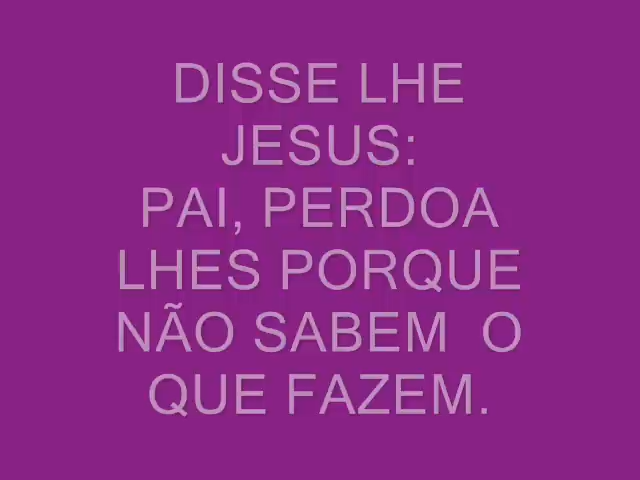 DISSE LHE
JESUS:
PAI, PERDOA
LHES PORQUE
NÃO SABEM  O
QUE FAZEM.